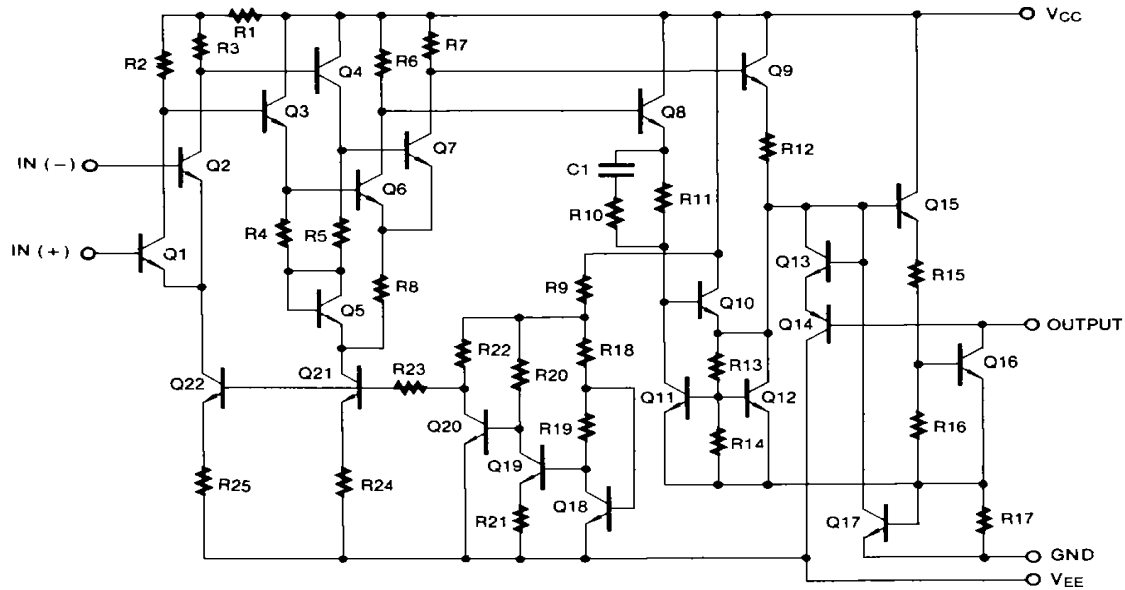 R1
VCC
R3
R7
R2
R6
Q4
Q9
Q3
Q8
Q7
R12
IN (-)
Q2
C1
Q6
R11
Q15
R10
R4
R5
IN (+)
Q1
Q13
R15
R9
R8
Q10
Q5
Q14
OUTPUT
R22
R18
R13
Q16
R23
R20
Q22
Q21
Q11
Q12
Q20
R19
R14
R16
Q19
R25
R24
Q18
R21
Q17
R17
GND
VEE